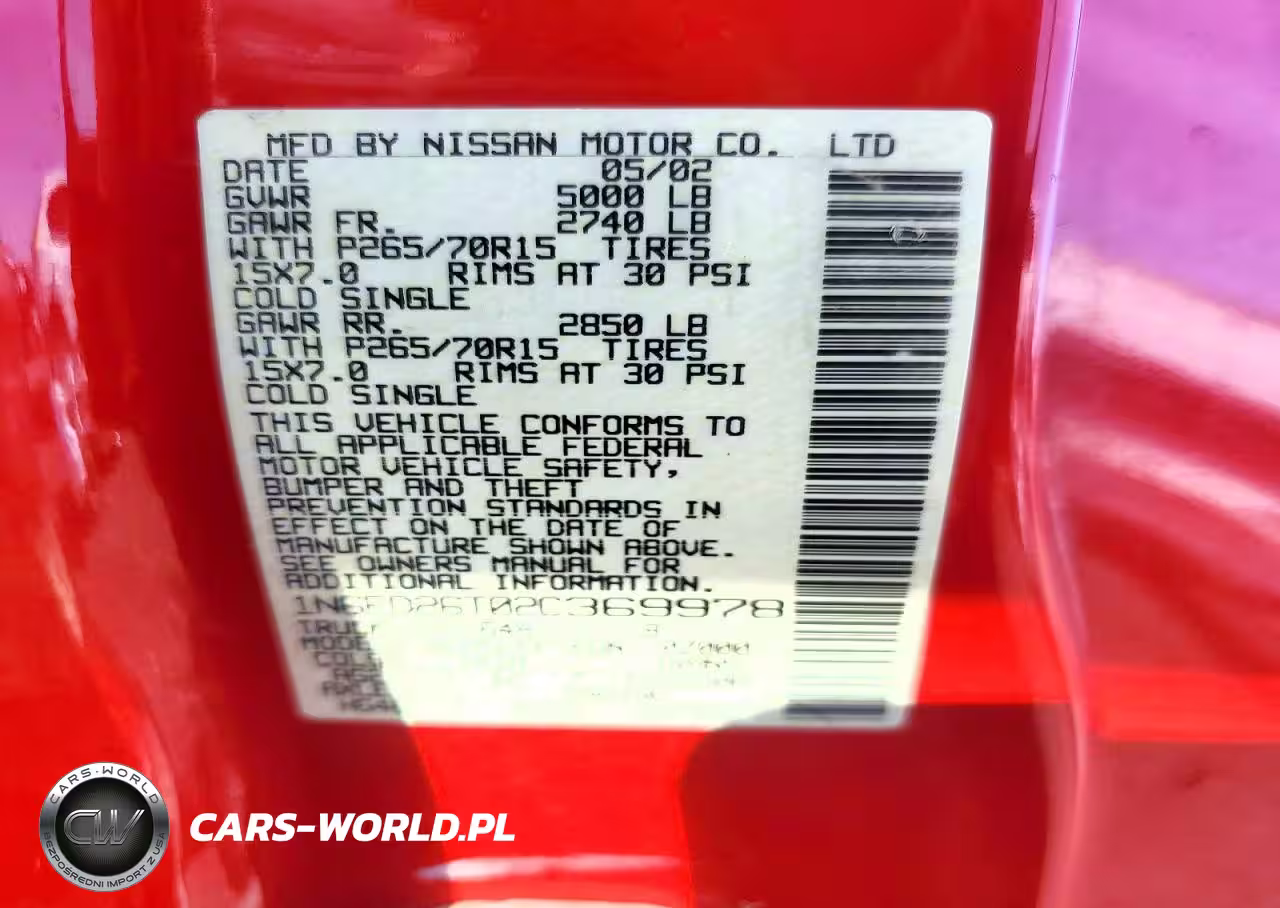 MFD BY NISSAN MOTOR CO. LTD
DATE 05/02
GVWR 5000 LB
GAWR FR. 2740 LB
WITH P265/70R15 TIRES
15X7.0 RIMS AT 30 PSI
COLD SINGLE
GAWR RR. 2850 LB
WITH P265/70R15 TIRES
15X7.0 RIMS AT 30 PSI
COLD SINGLE
THIS VEHICLE CONFORMS TO
ALL APPLICABLE FEDERAL
MOTOR VEHICLE SAFETY,
BUMPER AND THEFT
PREVENTION STANDARDS IN
EFFECT ON THE DATE OF
MANUFACTURE SHOWN ABOVE.
SEE OWNERS MANUAL FOR
ADDITIONAL INFORMATION.
1N6ED26T02C369978
CARS-WORLD
CW
BEZPOŚREDNI IMPORT Z USA
CARS-WORLD.PL